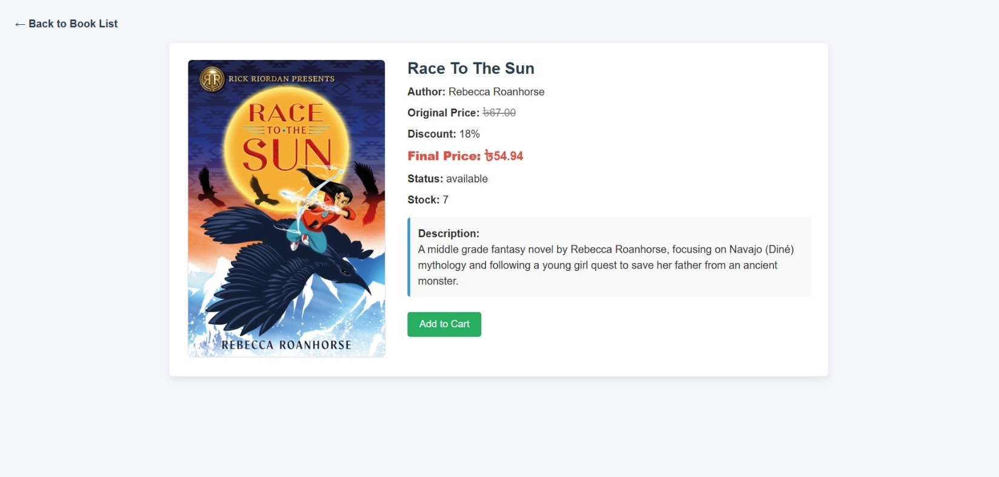 ← Back to Book List
RR RICK RIORDAN PRESENTS
RACE
TO•THE
SUN
REBECCA ROANHORSE
Race To The Sun
Author: Rebecca Roanhorse
Original Price: ৳67.00
Discount: 18%
Final Price: ৳54.94
Status: available
Stock: 7
Description:
A middle grade fantasy novel by Rebecca Roanhorse, focusing on Navajo (Diné)
mythology and following a young girl quest to save her father from an ancient
monster.
Add to Cart